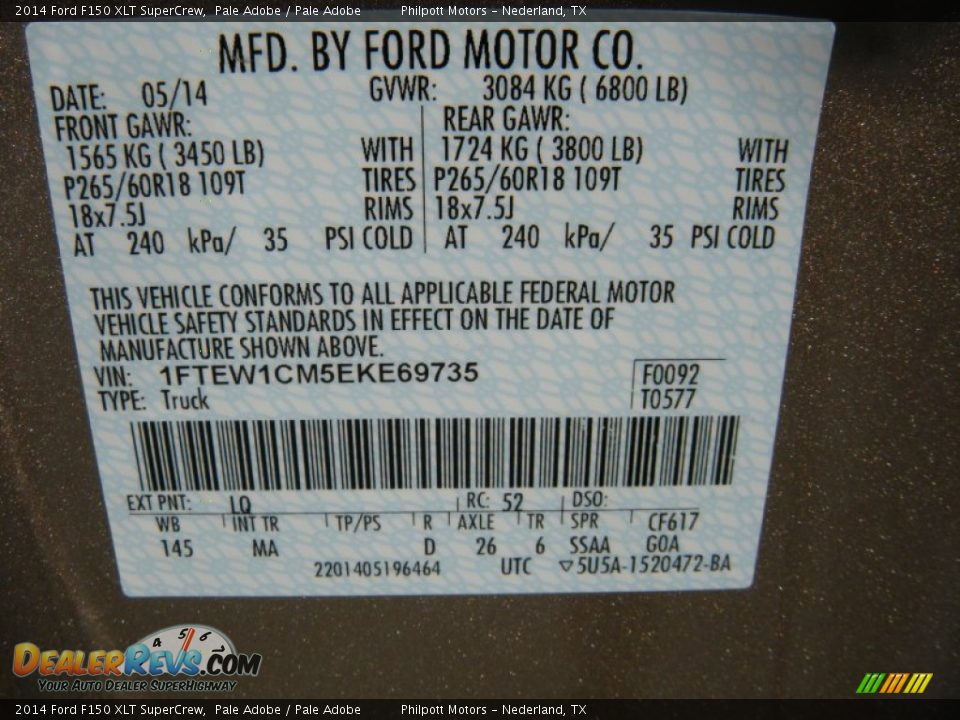 2014 Ford F150 XLT SuperCrew, Pale Adobe / Pale Adobe Philpott Motors - Nederland, TX
MFD. BY FORD MOTOR CO.
DATE: 05/14 GVWR: 3084 KG ( 6800 LB)
FRONT GAWR: REAR GAWR:
1565 KG ( 3450 LB) WITH 1724 KG ( 3800 LB) WITH
P265/60R18 109T TIRES P265/60R18 109T TIRES
18x7.5J RIMS 18x7.5J RIMS
AT 240 kPa/ 35 PSI COLD AT 240 kPa/ 35 PSI COLD
THIS VEHICLE CONFORMS TO ALL APPLICABLE FEDERAL MOTOR
VEHICLE SAFETY STANDARDS IN EFFECT ON THE DATE OF
MANUFACTURE SHOWN ABOVE.
VIN: 1FTEW1CM5EKE69735 F0092
TYPE: Truck T0577
EXT PNT: LQ RC: 52 DSO:
WB INT TR TP/PS R AXLE TR SPR CF617
145 MA D 26 6 SSAA GOA
2201405196464 UTC ▽5U5A-1520472-BA
4 5 6
DEALERREVS.COM
YOUR AUTO DEALER SUPERHIGHWAY
2014 Ford F150 XLT SuperCrew, Pale Adobe / Pale Adobe Philpott Motors - Nederland, TX